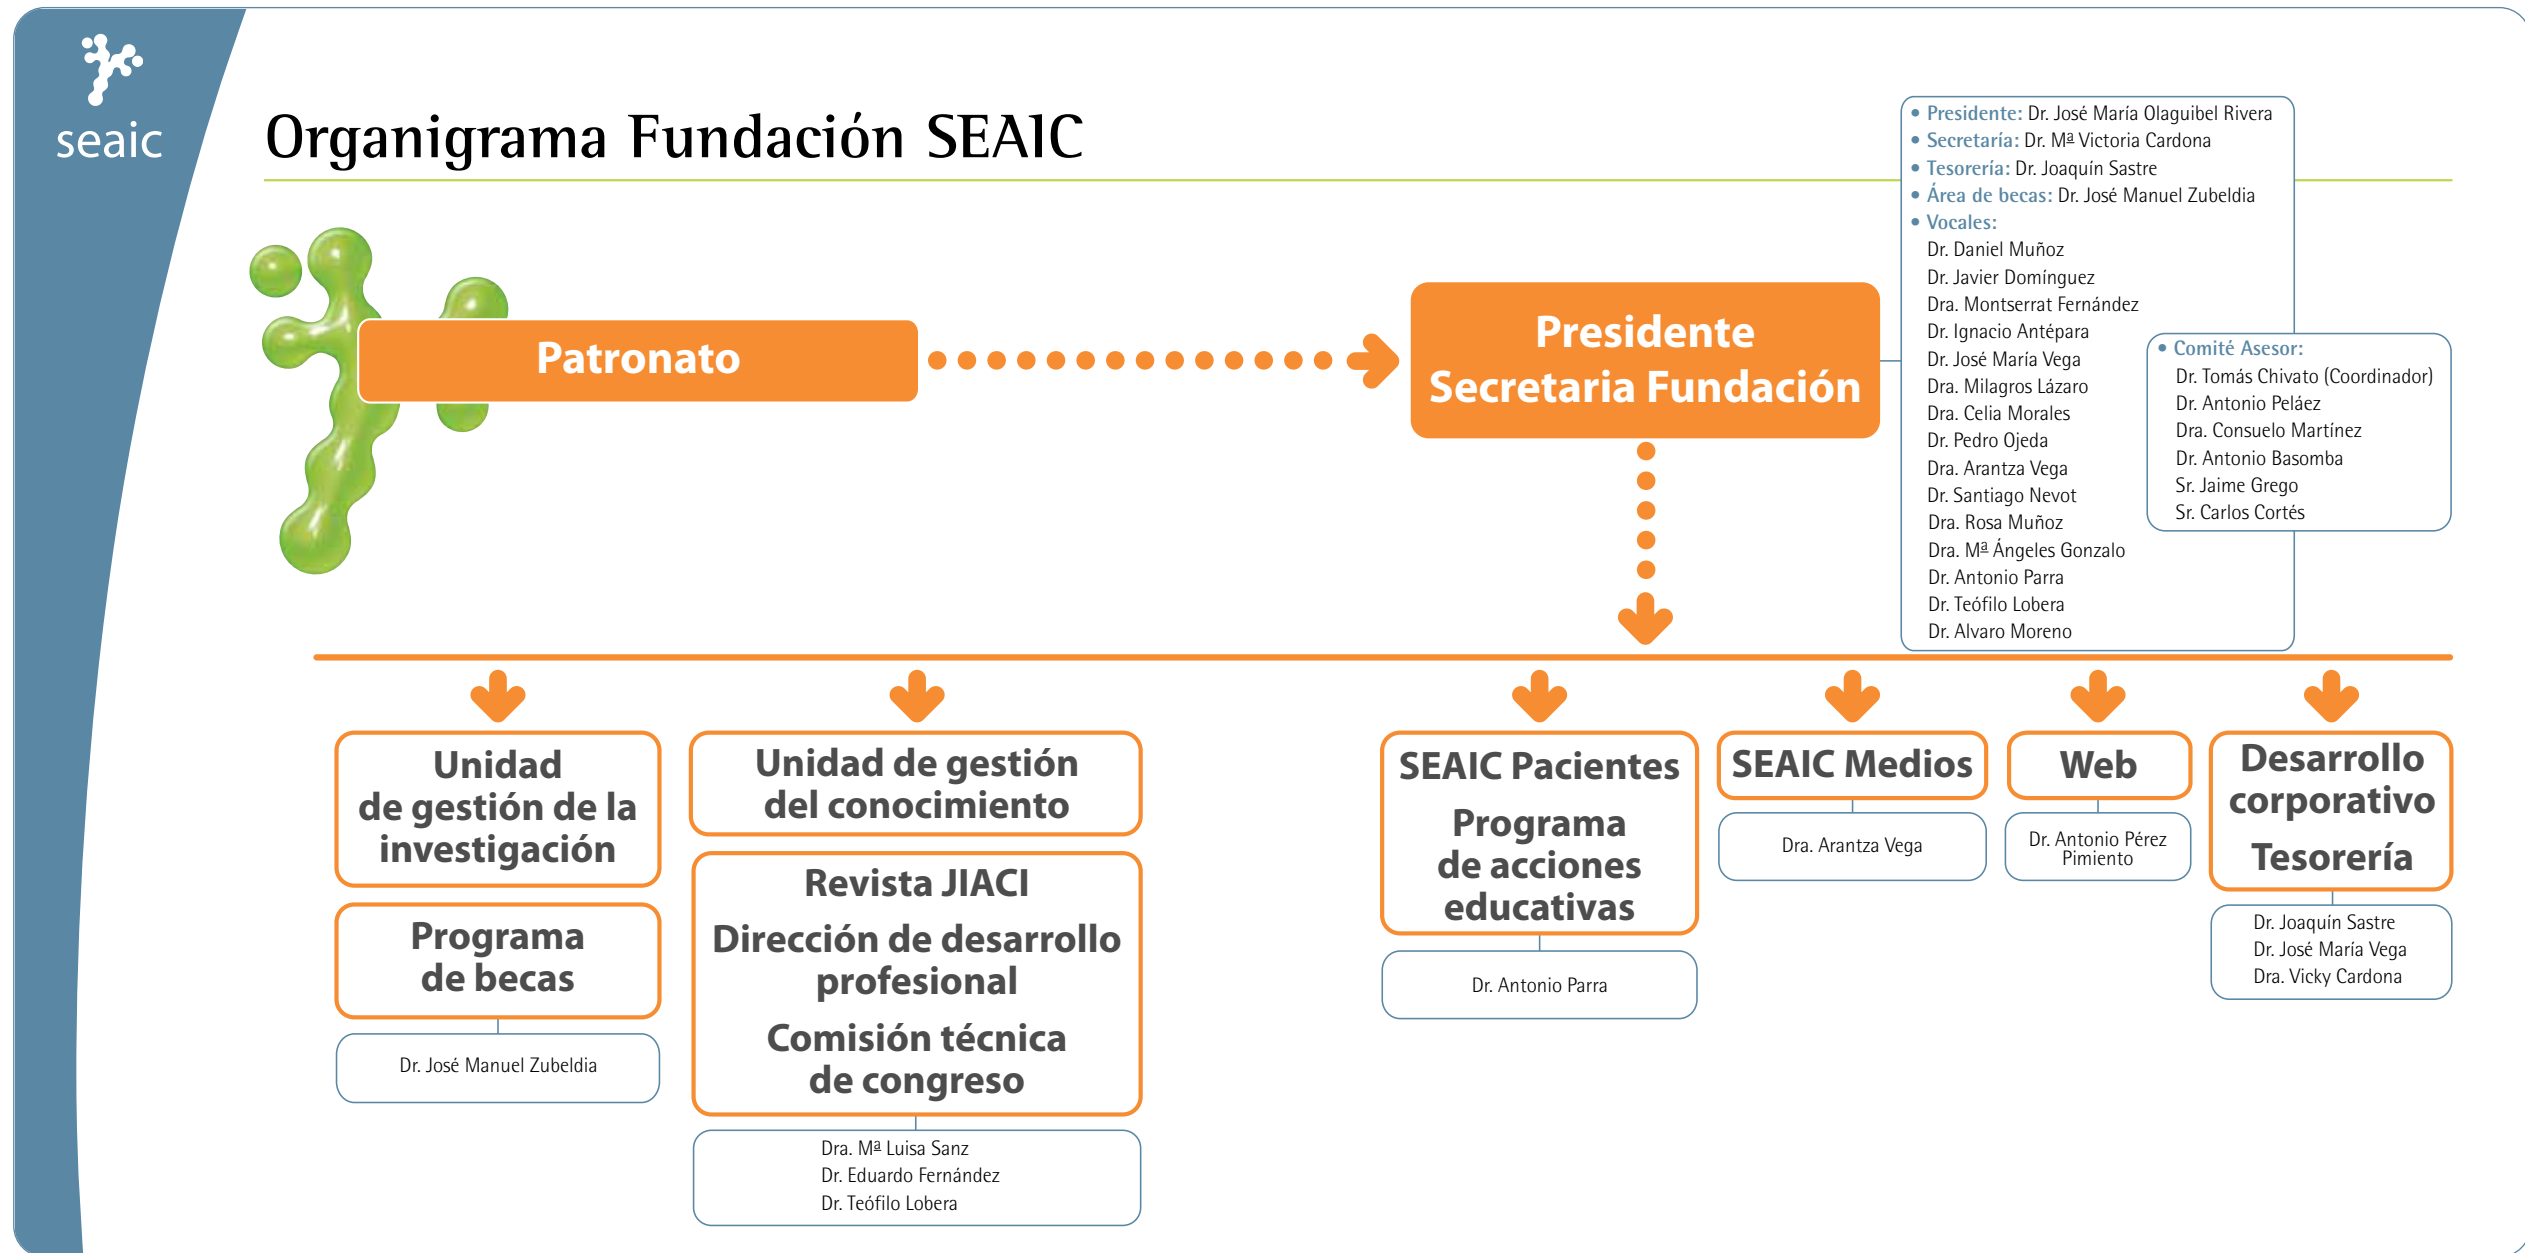 seaic
Organigrama Fundación SEAIC
• Presidente: Dr. José María Olaguibel Rivera
• Secretaría: Dr. Mª Victoria Cardona
• Tesorería: Dr. Joaquín Sastre
• Área de becas: Dr. José Manuel Zubeldia
• Vocales:
Dr. Daniel Muñoz
Dr. Javier Domínguez
Dra. Montserrat Fernández
Dr. Ignacio Antépara
Dr. José María Vega
Dra. Milagros Lázaro
Dra. Celia Morales
Dr. Pedro Ojeda
Dra. Arantza Vega
Dr. Santiago Nevot
Dra. Rosa Muñoz
Dra. Mª Ángeles Gonzalo
Dr. Antonio Parra
Dr. Teófilo Lobera
Dr. Alvaro Moreno
• Comité Asesor:
Dr. Tomás Chivato (Coordinador)
Dr. Antonio Peláez
Dra. Consuelo Martínez
Dr. Antonio Basomba
Sr. Jaime Grego
Sr. Carlos Cortés
Patronato
Presidente
Secretaria Fundación
Unidad
de gestión de la
investigación
Programa
de becas
Dr. José Manuel Zubeldia
Unidad de gestión
del conocimiento
Revista JIACI
Dirección de desarrollo
profesional
Comisión técnica
de congreso
Dra. Mª Luisa Sanz
Dr. Eduardo Fernández
Dr. Teófilo Lobera
SEAIC Pacientes
Programa
de acciones
educativas
Dr. Antonio Parra
SEAIC Medios
Dra. Arantza Vega
Web
Dr. Antonio Pérez
Pimiento
Desarrollo
corporativo
Tesorería
Dr. Joaquín Sastre
Dr. José María Vega
Dra. Vicky Cardona